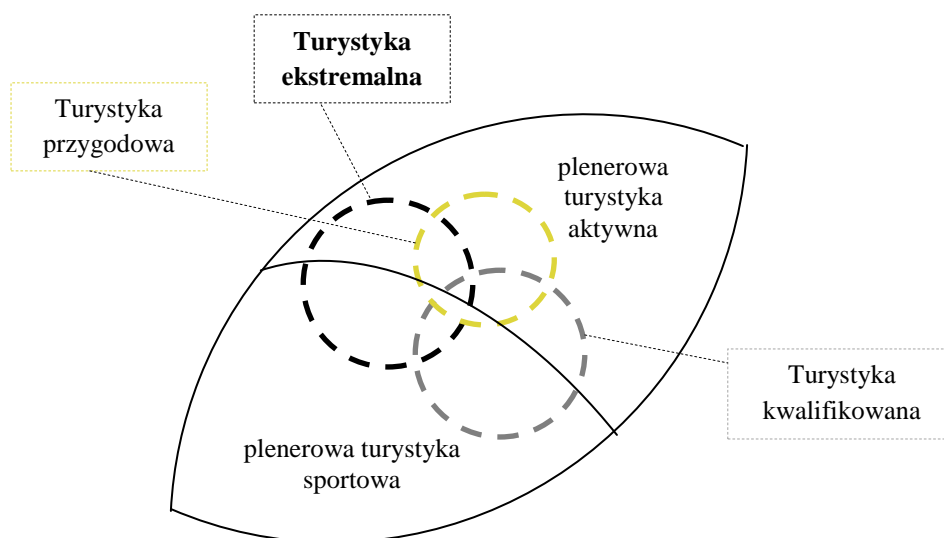 Turystyka
ekstremalna
Turystyka
przygodowa
plenerowa
turystyka
aktywna
Turystyka
kwalifikowana
plenerowa turystyka
sportowa